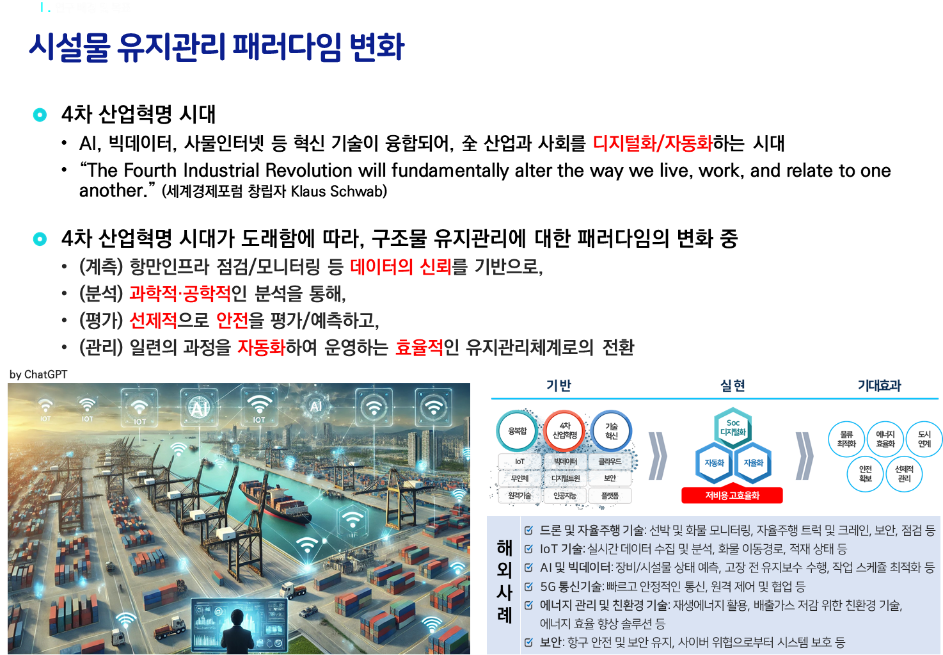 I.
시설물 유지관리 패러다임 변화
4차 산업혁명 시대
• AI, 빅데이터, 사물인터넷 등 혁신 기술이 융합되어, 全 산업과 사회를 디지털화/자동화하는 시대
• “The Fourth Industrial Revolution will fundamentally alter the way we live, work, and relate to one
another.” (세계경제포럼 창립자 Klaus Schwab)
4차 산업혁명 시대가 도래함에 따라, 구조물 유지관리에 대한 패러다임의 변화 중
• (계측) 항만인프라 점검/모니터링 등 데이터의 신뢰를 기반으로,
• (분석) 과학적·공학적인 분석을 통해,
• (평가) 선제적으로 안전을 평가/예측하고,
• (관리) 일련의 과정을 자동화하여 운영하는 효율적인 유지관리체계로의 전환
by ChatGPT
IOT
IOT
IOT
AI
IOT
AI
기 반
실 현
기대효과
융복합
4차
산업혁명
기술
혁신
IoT
빅데이터
클라우드
무인체
디지털트윈
보안
원격기술
인공지능
플랫폼
Soc
디지털화
자동화
자율화
저비용 고효율화
물류
최적화
에너지
효율화
도시
연계
안전
확보
선제적
관리
해외사례
드론 및 자율주행 기술: 선박 및 화물 모니터링, 자율주행 트럭 및 크레인, 보안, 점검 등
IoT 기술: 실시간 데이터 수집 및 분석, 화물 이동경로, 적재 상태 등
AI 및 빅데이터: 장비/시설물 상태 예측, 고장 전 유지보수 수행, 작업 스케쥴 최적화 등
5G 통신기술: 빠르고 안정적인 통신, 원격 제어 및 협업 등
에너지 관리 및 친환경 기술: 재생에너지 활용, 배출가스 저감 위한 친환경 기술,
에너지 효율 향상 솔루션 등
보안: 항구 안전 및 보안 유지, 사이버 위협으로부터 시스템 보호 등